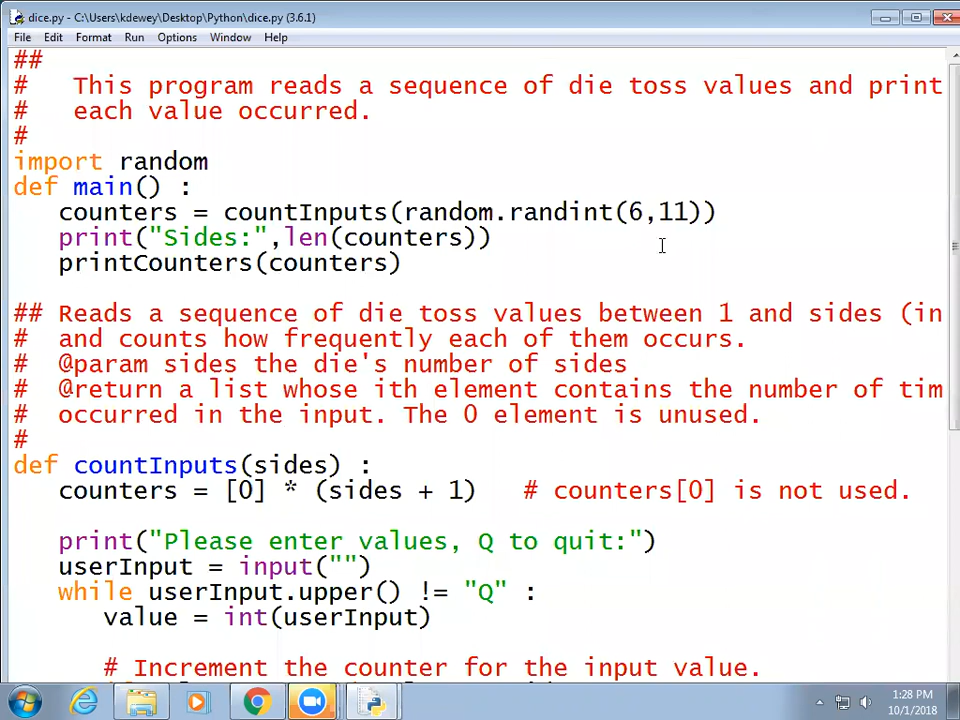 dice.py - C:\Users\kdewey\Desktop\Python\dice.py (3.6.1)
File Edit Format Run Options Window Help
##
#   This program reads a sequence of die toss values and print
#   each value occurred.
#
import random
def main() :
   counters = countInputs(random.randint(6,11))
   print("Sides:",len(counters))
   printCounters(counters)
## Reads a sequence of die toss values between 1 and sides (in
#  and counts how frequently each of them occurs.
#  @param sides the die's number of sides
#  @return a list whose ith element contains the number of tim
#  occurred in the input. The 0 element is unused.
#
def countInputs(sides) :
   counters = [0] * (sides + 1)   # counters[0] is not used.
   print("Please enter values, Q to quit:")
   userInput = input("")
   while userInput.upper() != "Q" :
      value = int(userInput)
      # Increment the counter for the input value.
1:28 PM
10/1/2018